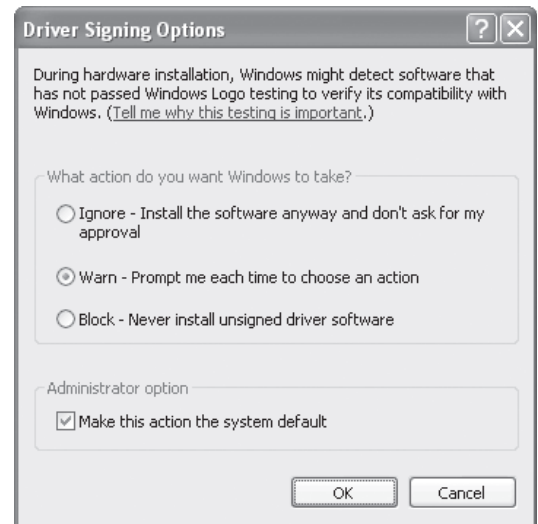 Driver Signing Options
During hardware installation, Windows might detect software that
has not passed Windows Logo testing to verify its compatibility with
Windows. (Tell me why this testing is important.)
What action do you want Windows to take?
Ignore - Install the software anyway and don't ask for my
approval
Warn - Prompt me each time to choose an action
Block - Never install unsigned driver software
Administrator option
Make this action the system default
OK Cancel